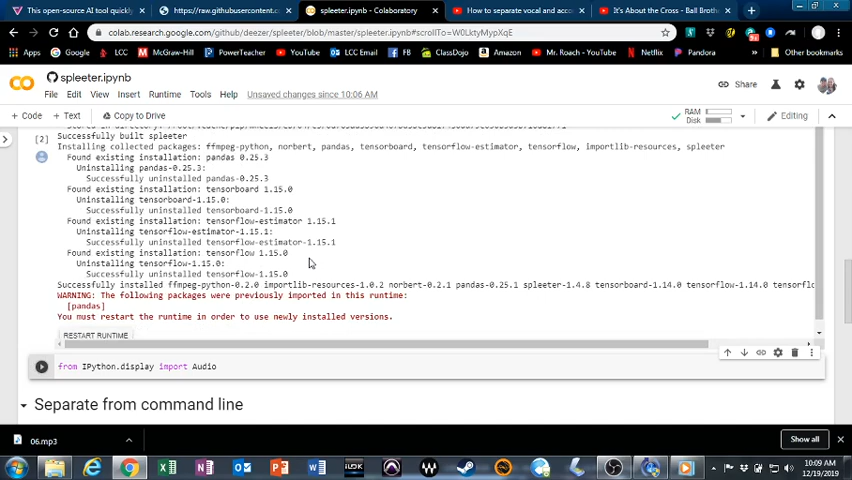 This open-source AI tool quickly
https://raw.githubusercontent.c
spleeter.ipynb - Colaboratory
How to separate vocal and acco
It's About the Cross - Ball Broth
colab.research.google.com/github/deezer/spleeter/blob/master/spleeter.ipynb#scrollTo=W0LktyMypXqE
Apps Google LCC McGraw-Hill PowerTeacher YouTube LCC Email FB ClassDojo Amazon Mr. Roach - YouTube Netflix Pandora Other bookmarks
spleeter.ipynb
Share
File Edit View Insert Runtime Tools Help Unsaved changes since 10:06 AM
+ Code + Text Copy to Drive
RAM
Disk
Editing
[2]
Successfully built spleeter
Installing collected packages: ffmpeg-python, norbert, pandas, tensorboard, tensorflow-estimator, tensorflow, importlib-resources, spleeter
Found existing installation: pandas 0.25.3
Uninstalling pandas-0.25.3:
Successfully uninstalled pandas-0.25.3
Found existing installation: tensorboard 1.15.0
Uninstalling tensorboard-1.15.0:
Successfully uninstalled tensorboard-1.15.0
Found existing installation: tensorflow-estimator 1.15.1
Uninstalling tensorflow-estimator-1.15.1:
Successfully uninstalled tensorflow-estimator-1.15.1
Found existing installation: tensorflow 1.15.0
Uninstalling tensorflow-1.15.0:
Successfully uninstalled tensorflow-1.15.0
Successfully installed ffmpeg-python-0.2.0 importlib-resources-1.0.2 norbert-0.2.1 pandas-0.25.1 spleeter-1.4.8 tensorboard-1.14.0 tensorflow-1.14.0 tensorfl
WARNING: The following packages were previously imported in this runtime:
[pandas]
You must restart the runtime in order to use newly installed versions.
RESTART RUNTIME
from IPython.display import Audio
Separate from command line
06.mp3
Show all
10:09 AM
12/19/2019